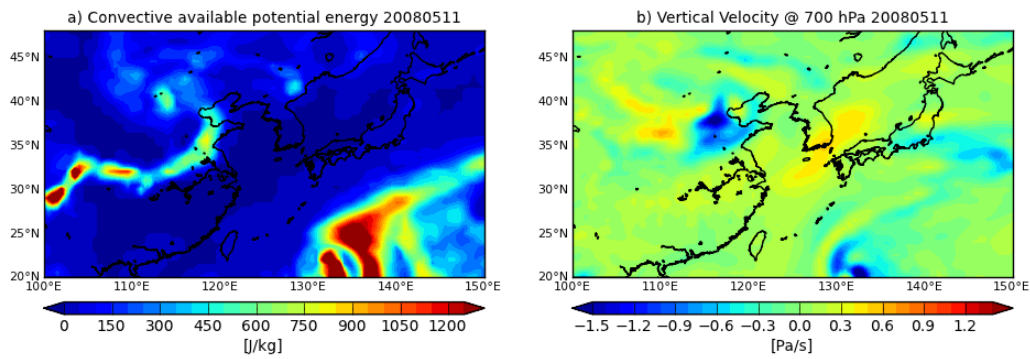 a) Convective available potential energy 20080511
b) Vertical Velocity @ 700 hPa 20080511
45°N
40°N
35°N
30°N
25°N
20°N
100°E 110°E 120°E 130°E 140°E 150°E
0 150 300 450 600 750 900 1050 1200
[J/kg]
45°N
40°N
35°N
30°N
25°N
20°N
100°E 110°E 120°E 130°E 140°E 150°E
−1.5 −1.2 −0.9 −0.6 −0.3 0.0 0.3 0.6 0.9 1.2
[Pa/s]